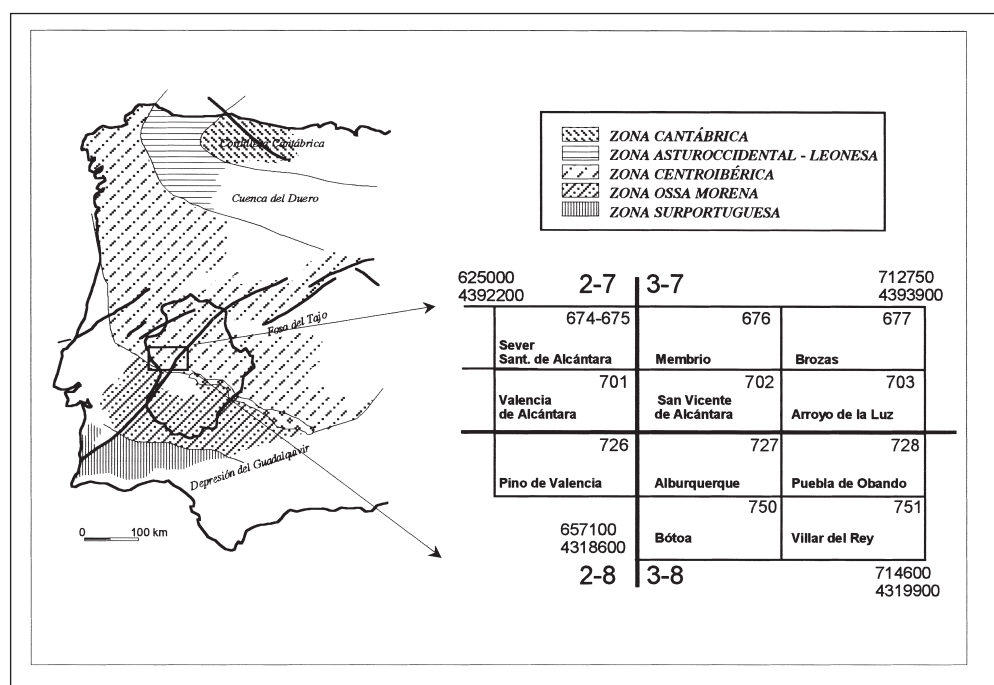 Cordillera Cantábrica
Cuenca del Duero
Foso del Tajo
Depresión del Guadalquivir
0 100 km
ZONA CANTÁBRICA
ZONA ASTUROCCIDENTAL - LEONESA
ZONA CENTROIBÉRICA
ZONA OSSA MORENA
ZONA SURPORTUGUESA
625000
4392200
2-7 3-7
712750
4393900
674-675
Sever
Sant. de Alcántara
676
Membrio
677
Brozas
701
Valencia
de Alcántara
702
San Vicente
de Alcántara
703
Arroyo de la Luz
726
Pino de Valencia
727
Alburquerque
728
Puebla de Obando
750
Bótoa
751
Villar del Rey
657100
4318600
2-8 3-8
714600
4319900